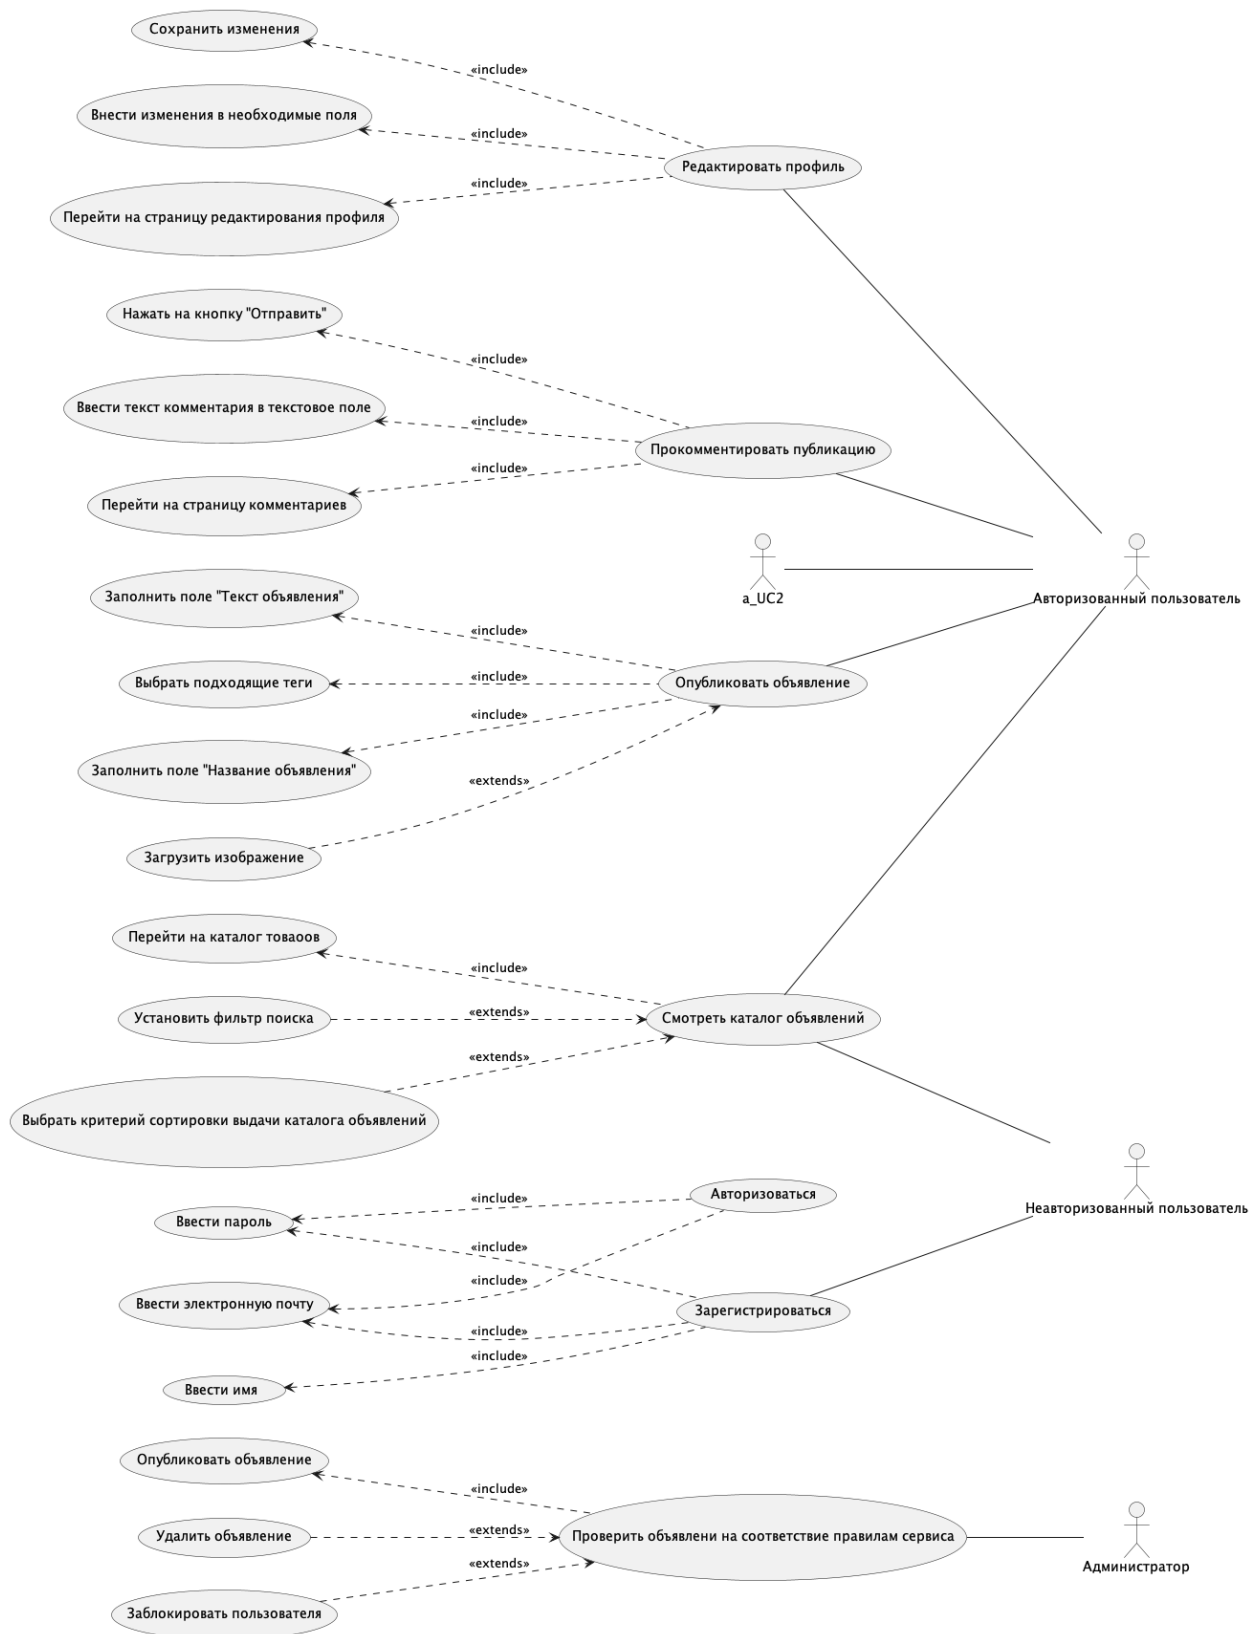 Сохранить изменения
«include»
Внести изменения в необходимые поля
«include»
Редактировать профиль
«include»
Перейти на страницу редактирования профиля
Нажать на кнопку "Отправить"
«include»
Ввести текст комментария в текстовое поле
«include»
Прокомментировать публикацию
«include»
Перейти на страницу комментариев
Заполнить поле "Текст объявления"
a_UC2
Авторизованный пользователь
«include»
Выбрать подходящие теги
«include»
Опубликовать объявление
«include»
Заполнить поле "Название объявления"
«extends»
Загрузить изображение
Перейти на каталог товаоов
«include»
Установить фильтр поиска
«extends»
Смотреть каталог объявлений
«extends»
Выбрать критерий сортировки выдачи каталога объявлений
Авторизоваться
«include»
Неавторизованный пользователь
Ввести пароль
«include»
«include»
Ввести электронную почту
Зарегистрироваться
«include»
«include»
Ввести имя
Опубликовать объявление
«include»
Удалить объявление
«extends»
Проверить объявлени на соответствие правилам сервиса
«extends»
Администратор
Заблокировать пользователя